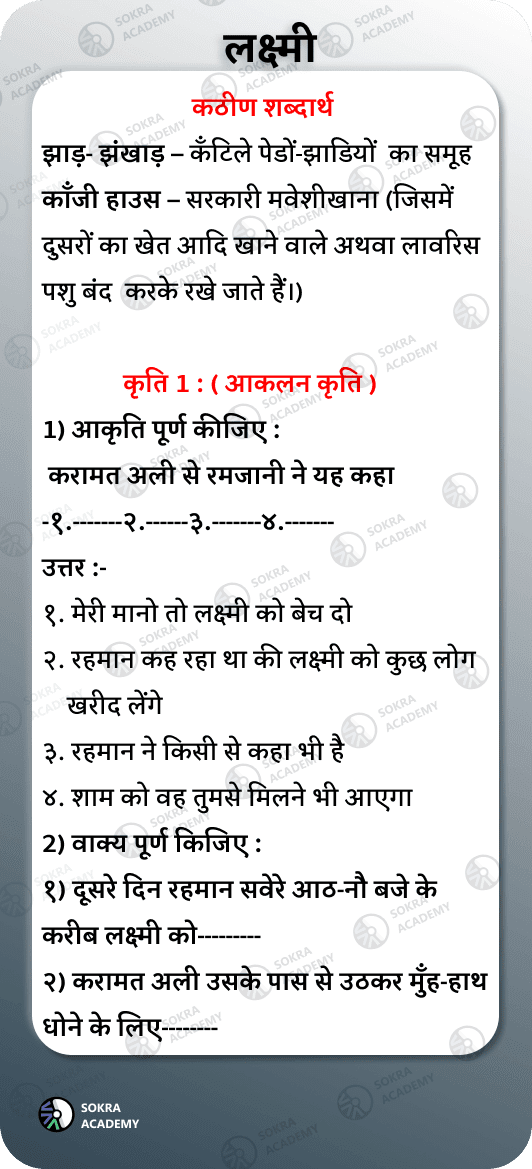 लक्ष्मी
कठीण शब्दार्थ
झाड़- झंखाड़ – कँटिले पेडों-झाडियों का समूह
काँजी हाउस – सरकारी मवेशीखाना (जिसमें
दुसरों का खेत आदि खाने वाले अथवा लावरिस
पशु बंद करके रखे जाते हैं।)
कृति 1 : ( आकलन कृति )
1) आकृति पूर्ण कीजिए :
करामत अली से रमजानी ने यह कहा
-१.-------२.------३.-------४.-------
उत्तर :-
१. मेरी मानो तो लक्ष्मी को बेच दो
२. रहमान कह रहा था की लक्ष्मी को कुछ लोग
खरीद लेंगे
३. रहमान ने किसी से कहा भी है
४. शाम को वह तुमसे मिलने भी आएगा
2) वाक्य पूर्ण किजिए :
१) दूसरे दिन रहमान सवेरे आठ-नौ बजे के
करीब लक्ष्मी को---------
२) करामत अली उसके पास से उठकर मुँह-हाथ
धोने के लिए--------
SOKRA
ACADEMY